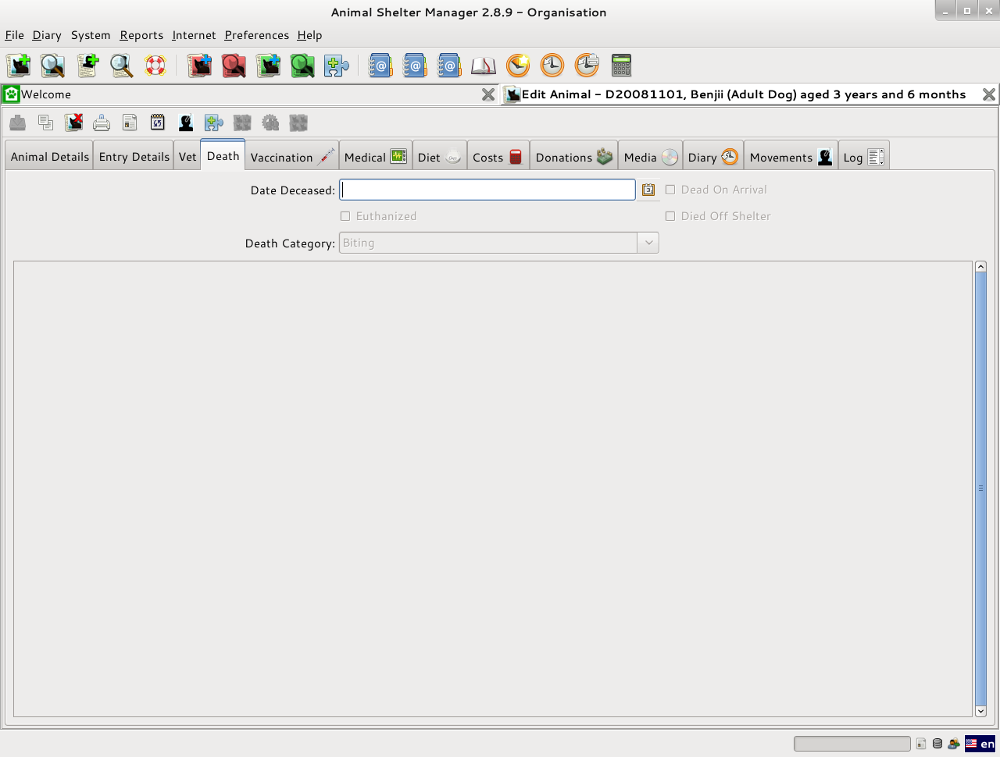 Animal Shelter Manager 2.8.9 - Organisation
File Diary System Reports Internet Preferences Help
Welcome
Edit Animal - D20081101, Benjii (Adult Dog) aged 3 years and 6 months
Animal Details Entry Details Vet Death Vaccination Medical Diet Costs Donations Media Diary Movements Log
Date Deceased: Dead On Arrival
Euthanized Died Off Shelter
Death Category: Biting
en